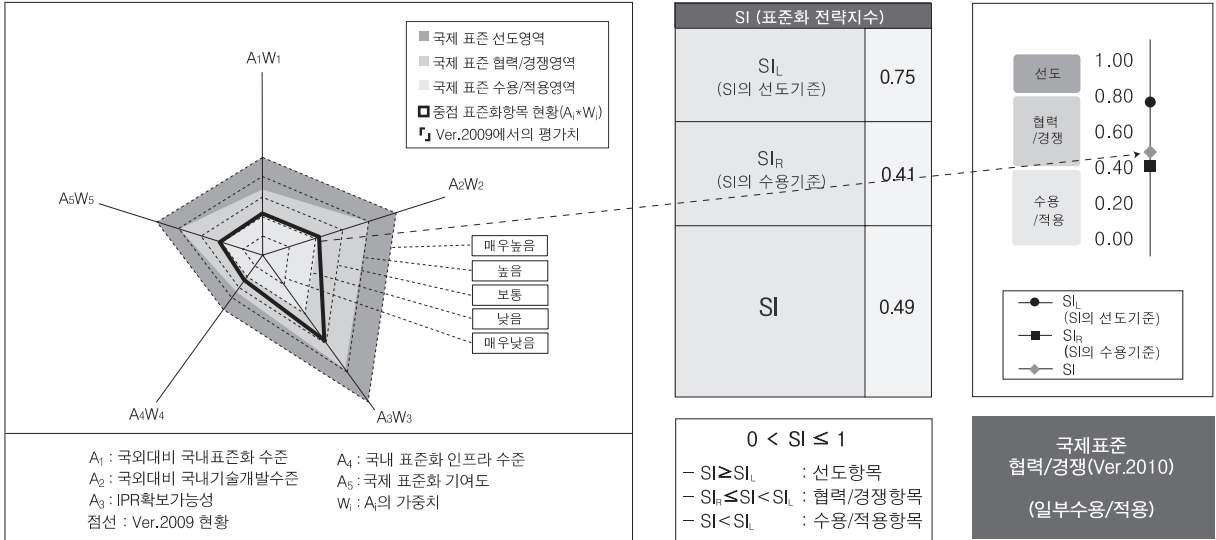 국제 표준 선도영역
국제 표준 협력/경쟁영역
국제 표준 수용/적용영역
중점 표준화항목 현황(Aᵢ*Wᵢ)
Ver.2009에서의 평가치
A₁W₁
A₂W₂
A₅W₅
A₄W₄
A₃W₃
매우높음
높음
보통
낮음
매우낮음
A₁ : 국외대비 국내표준화 수준
A₂ : 국외대비 국내기술개발수준
A₃ : IPR확보가능성
점선 : Ver.2009 현황
A₄ : 국내 표준화 인프라 수준
A₅ : 국제 표준화 기여도
Wᵢ : Aᵢ의 가중치
SI (표준화 전략지수)
SI_L
(SI의 선도기준)
0.75
SI_R
(SI의 수용기준)
0.41
SI
0.49
0 < SI ≤ 1
– SI≥SI_L : 선도항목
– SI_R≤SI<SI_L : 협력/경쟁항목
– SI<SI_L : 수용/적용항목
선도
협력
/경쟁
수용
/적용
1.00
0.80
0.60
0.40
0.20
0.00
SI_L
(SI의 선도기준)
SI_R
(SI의 수용기준)
SI
국제표준
협력/경쟁(Ver.2010)
(일부수용/적용)